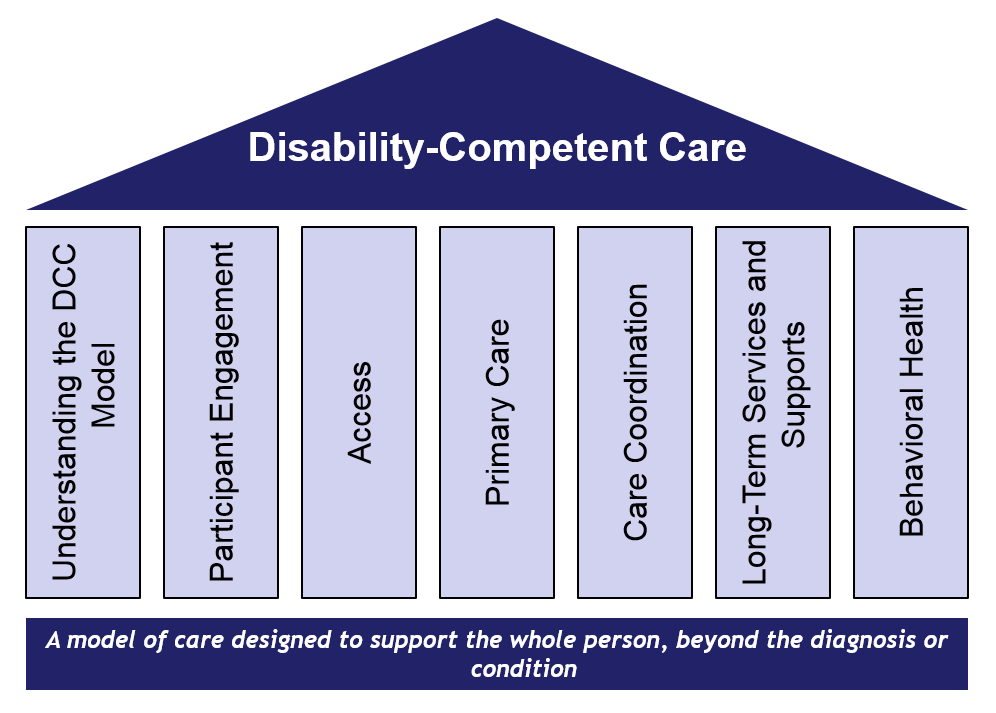 Disability-Competent Care
Understanding the DCC
Model
Participant Engagement
Access
Primary Care
Care Coordination
Long-Term Services and
Supports
Behavioral Health
A model of care designed to support the whole person, beyond the diagnosis or
condition